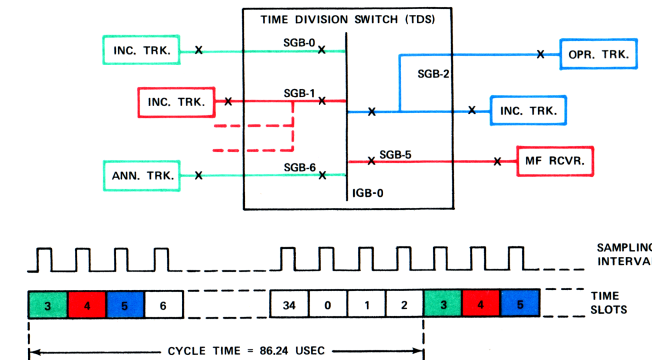 TIME DIVISION SWITCH (TDS)
INC. TRK.
SGB-0
OPR. TRK.
SGB-2
INC. TRK.
SGB-1
INC. TRK.
SGB-5
MF RCVR.
ANN. TRK.
SGB-6
IGB-0
SAMPLING
INTERVA
3 4 5 6 34 0 1 2 3 4 5
TIME
SLOTS
CYCLE TIME = 86.24 USEC